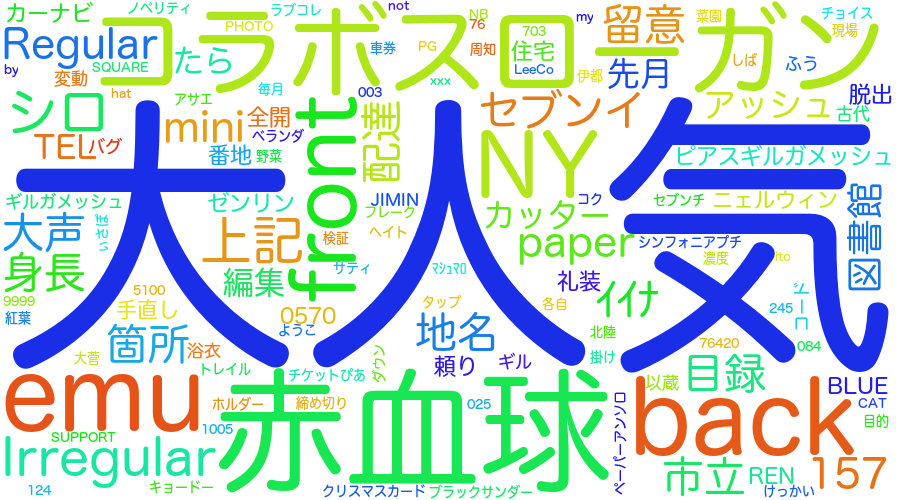 カーナビ
ノベリティ
ラブコレ
not
コラボスロー
留意
菜園
チョイス
Regular
PHOTO
NB
76
703
my
現場
SQUARE
たら
車券
PG
周知
住宅
LeeCo
伊都
しば
ふう
ガン
by
変動
hat
毎月
xxx
003
先月
脱出
シロ
アサエ
mini
全開
front
配達
セブンイ
アッシュ
古代
TEL
バグ
番地
野菜
ベランダ
NY
ピアスギルガメッシュ
大人気
ギルガメッシュ
ゼンリン
JIMIN
コク
セブンチ
ニェルウィン
図書館
大声
ぽさい
上記
検証
フレーク
ヘイト
カッター
paper
シンフォニアプチ
身長
編集
サティ
マシュマロ
礼装
イイナ
濃度
ito
コード
9999
5100
手直し
0570
ようこ
タップ
各自
245
紅葉
箇所
浴衣
地名
北陸
76420
084
大菅
トレイル
チケットぴあ
ダウン
頼り
ギル
掛け
以蔵
目録
BLUE
emu
ホルダー
締め切り
赤血球
025
back
CAT
目的
SUPPORT
1005
ペーパーアンソロ
Irregular
市立
REN
157
124
キョードー
クリスマスカード
ブラックサンダー
けっかい